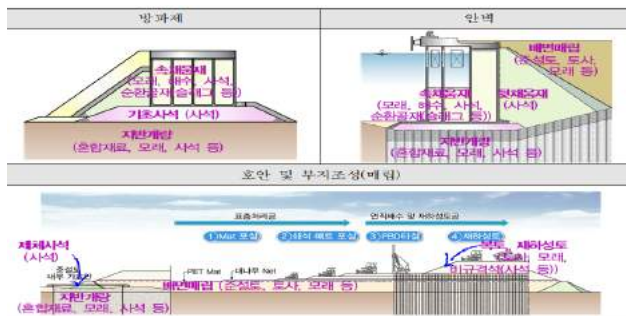 방파제
안벽
속채움재
(모래, 해수, 사석,
순환골재(슬래그 등))
기초사석 (사석)
지반개량
(혼합재료, 모래, 사석 등)
배면매립
(준설토, 토사,
모래 등)
속채움재
(모래, 해수, 사석,
순환골재(슬래그 등))
뒷채움재
(사석)
지반개량
(혼합재료, 모래, 사석 등)
호안 및 부지조성(매립)
표층처리공
연직배수 및 재하성토공
①Mat 포설
②대석 매트 포설
③PBD타설
④재하성토
제체사석
(사석)
준설토
PET Mat
대나무 Net
배면매립 (준설토, 토사, 모래 등)
복토, 재하성토
모래,
비규격석(사석 등))
지반개량
(혼합재료, 모래, 사석 등)